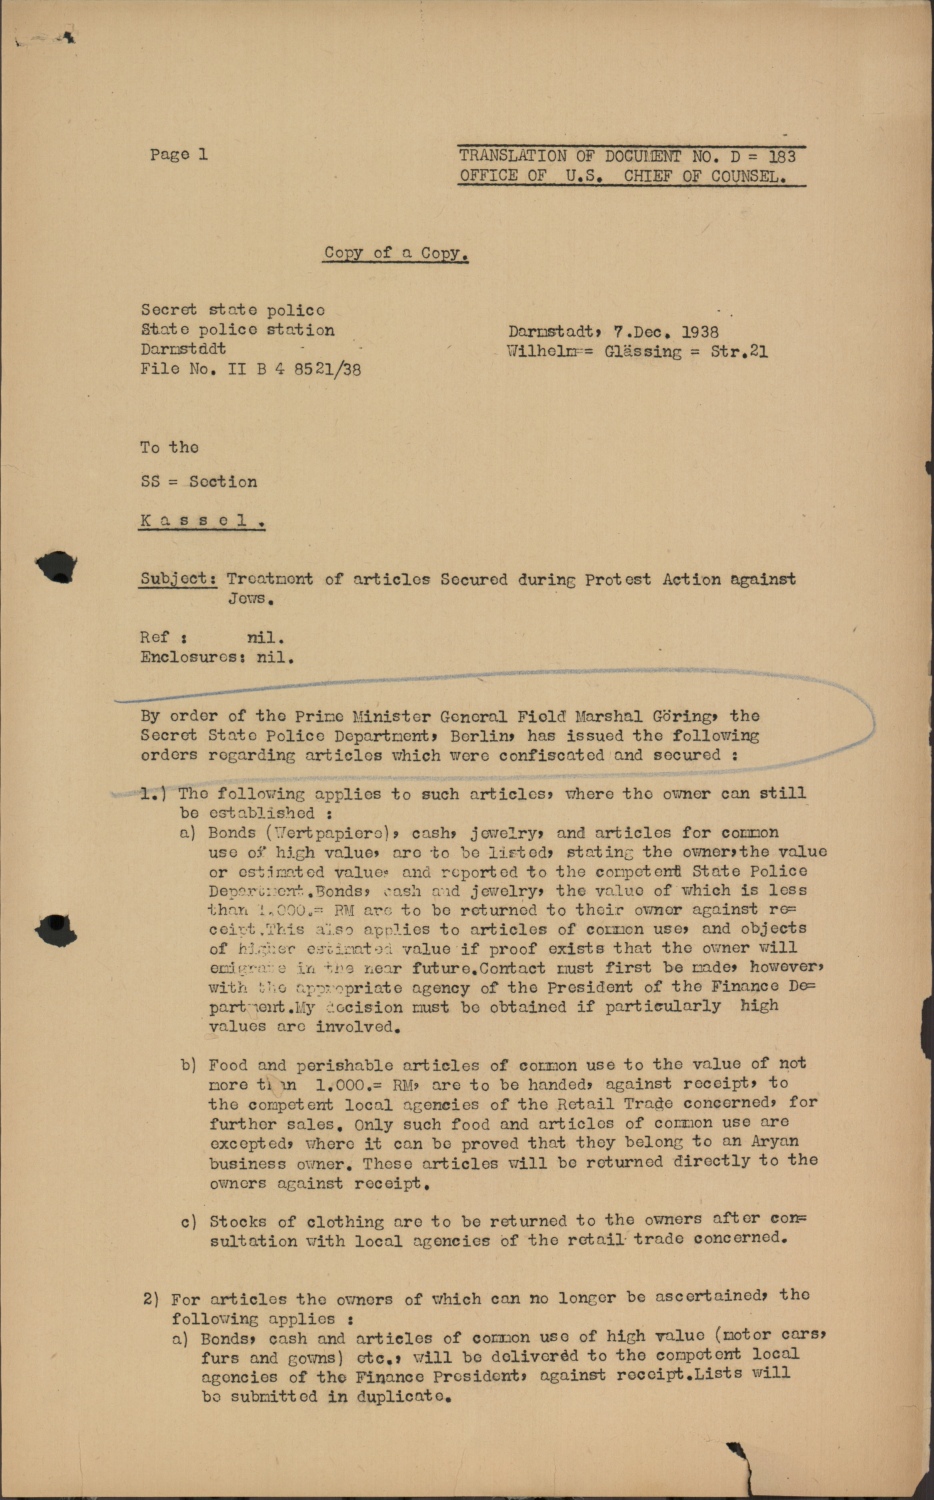 Page 1
TRANSLATION OF DOCUMENT NO. D = 183
OFFICE OF U.S. CHIEF OF COUNSEL.
Copy of a Copy.
Secret state police
State police station
Darmstadt
File No. II B 4 8521/38
Darmstadt, 7.Dec. 1938
Wilhelm= Glässing = Str.21
To the
SS = Section
Kassel.
Subject: Treatment of articles Secured during Protest Action against
Jews.
Ref : nil.
Enclosures: nil.
By order of the Prime Minister General Field Marshal Göring, the
Secret State Police Department, Berlin, has issued the following
orders regarding articles which were confiscated and secured :
1.) The following applies to such articles, where the owner can still
be established :
a) Bonds (Wertpapiere), cash, jewelry, and articles for common
use of high value, are to be listed, stating the owner,the value
or estimated value, and reported to the competent State Police
Department.Bonds, cash and jewelry, the value of which is less
than 1.000.= RM are to be returned to their owner against re=
ceipt.This also applies to articles of common use, and objects
of higher estimated value if proof exists that the owner will
emigrate in the near future.Contact must first be made, however,
with the appropriate agency of the President of the Finance De=
partment.My decision must be obtained if particularly high
values are involved.
b) Food and perishable articles of common use to the value of not
more than 1.000.= RM, are to be handed, against receipt, to
the competent local agencies of the Retail Trade concerned, for
further sales. Only such food and articles of common use are
excepted, where it can be proved that they belong to an Aryan
business owner. These articles will be returned directly to the
owners against receipt.
c) Stocks of clothing are to be returned to the owners after con=
sultation with local agencies of the retail trade concerned.
2) For articles the owners of which can no longer be ascertained, the
following applies :
a) Bonds, cash and articles of common use of high value (motor cars,
furs and gowns) etc., will be delivered to the competent local
agencies of the Finance President, against receipt.Lists will
be submitted in duplicate.